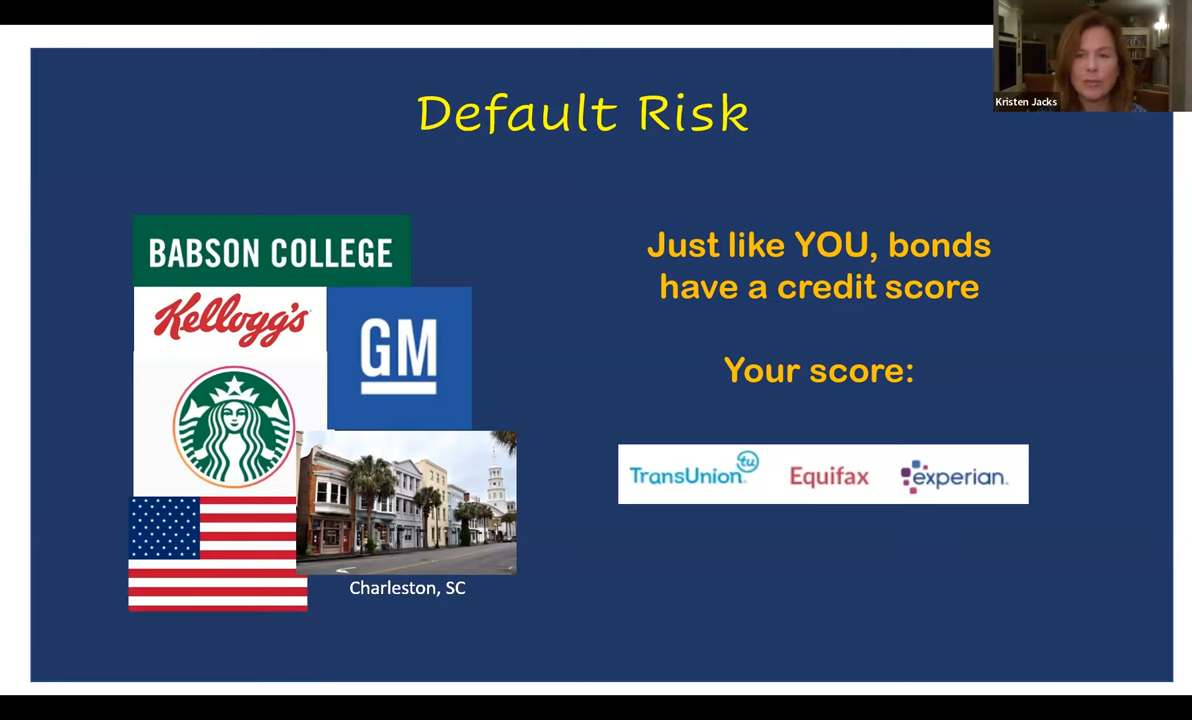 Kristen Jacks
Default Risk
BABSON COLLEGE
Kellogg's
GM
Charleston, SC
Just like YOU, bonds
have a credit score
Your score:
TransUnion tu
Equifax
experian.